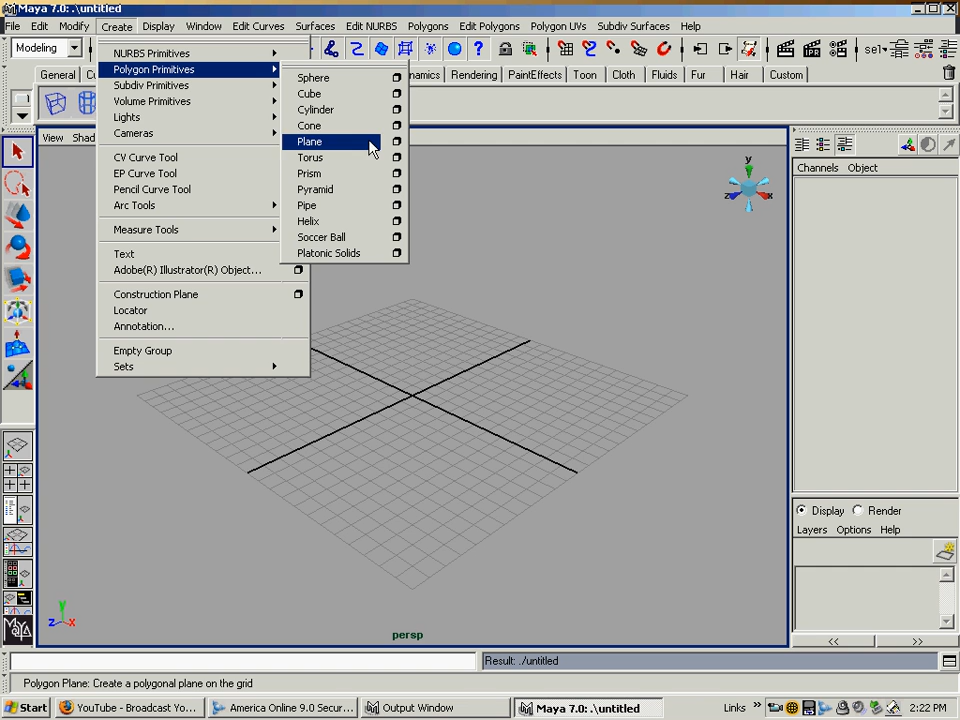 Maya 7.0: .\untitled
File Edit Modify Create Display Window Edit Curves Surfaces Edit NURBS Polygons Edit Polygons Polygon UVs Subdiv Surfaces Help
Modeling
sel
General
Rendering PaintEffects Toon Cloth Fluids Fur Hair Custom
NURBS Primitives
Polygon Primitives
Subdiv Primitives
Volume Primitives
Lights
Cameras
CV Curve Tool
EP Curve Tool
Pencil Curve Tool
Arc Tools
Measure Tools
Text
Adobe(R) Illustrator(R) Object...
Construction Plane
Locator
Annotation...
Empty Group
Sets
Sphere
Cube
Cylinder
Cone
Plane
Torus
Prism
Pyramid
Pipe
Helix
Soccer Ball
Platonic Solids
View Shad
Channels Object
y
z x
Display Render
Layers Options Help
y
z x
persp
<< >>
Result: ./untitled
Polygon Plane: Create a polygonal plane on the grid
Start YouTube - Broadcast Yo... America Online 9.0 Secur... Output Window Maya 7.0: .\untitled Links » 2:22 PM